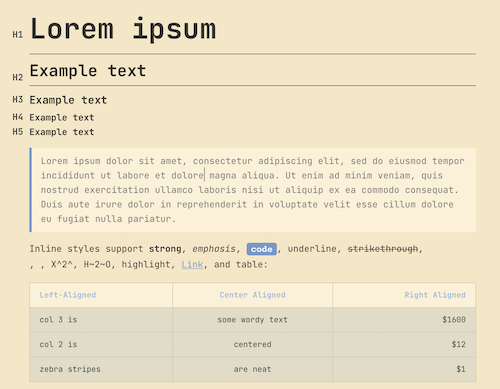 H1 Lorem ipsum
H2 Example text
H3 Example text
H4 Example text
H5 Example text
Lorem ipsum dolor sit amet, consectetur adipiscing elit, sed do eiusmod tempor
incididunt ut labore et dolore magna aliqua. Ut enim ad minim veniam, quis
nostrud exercitation ullamco laboris nisi ut aliquip ex ea commodo consequat.
Duis aute irure dolor in reprehenderit in voluptate velit esse cillum dolore
eu fugiat nulla pariatur.
Inline styles support strong, emphasis, code, underline, strikethrough,
, , X^2^, H~2~O, highlight, Link, and table:
Left-Aligned Center Aligned Right Aligned
col 3 is some wordy text $1600
col 2 is centered $12
zebra stripes are neat $1